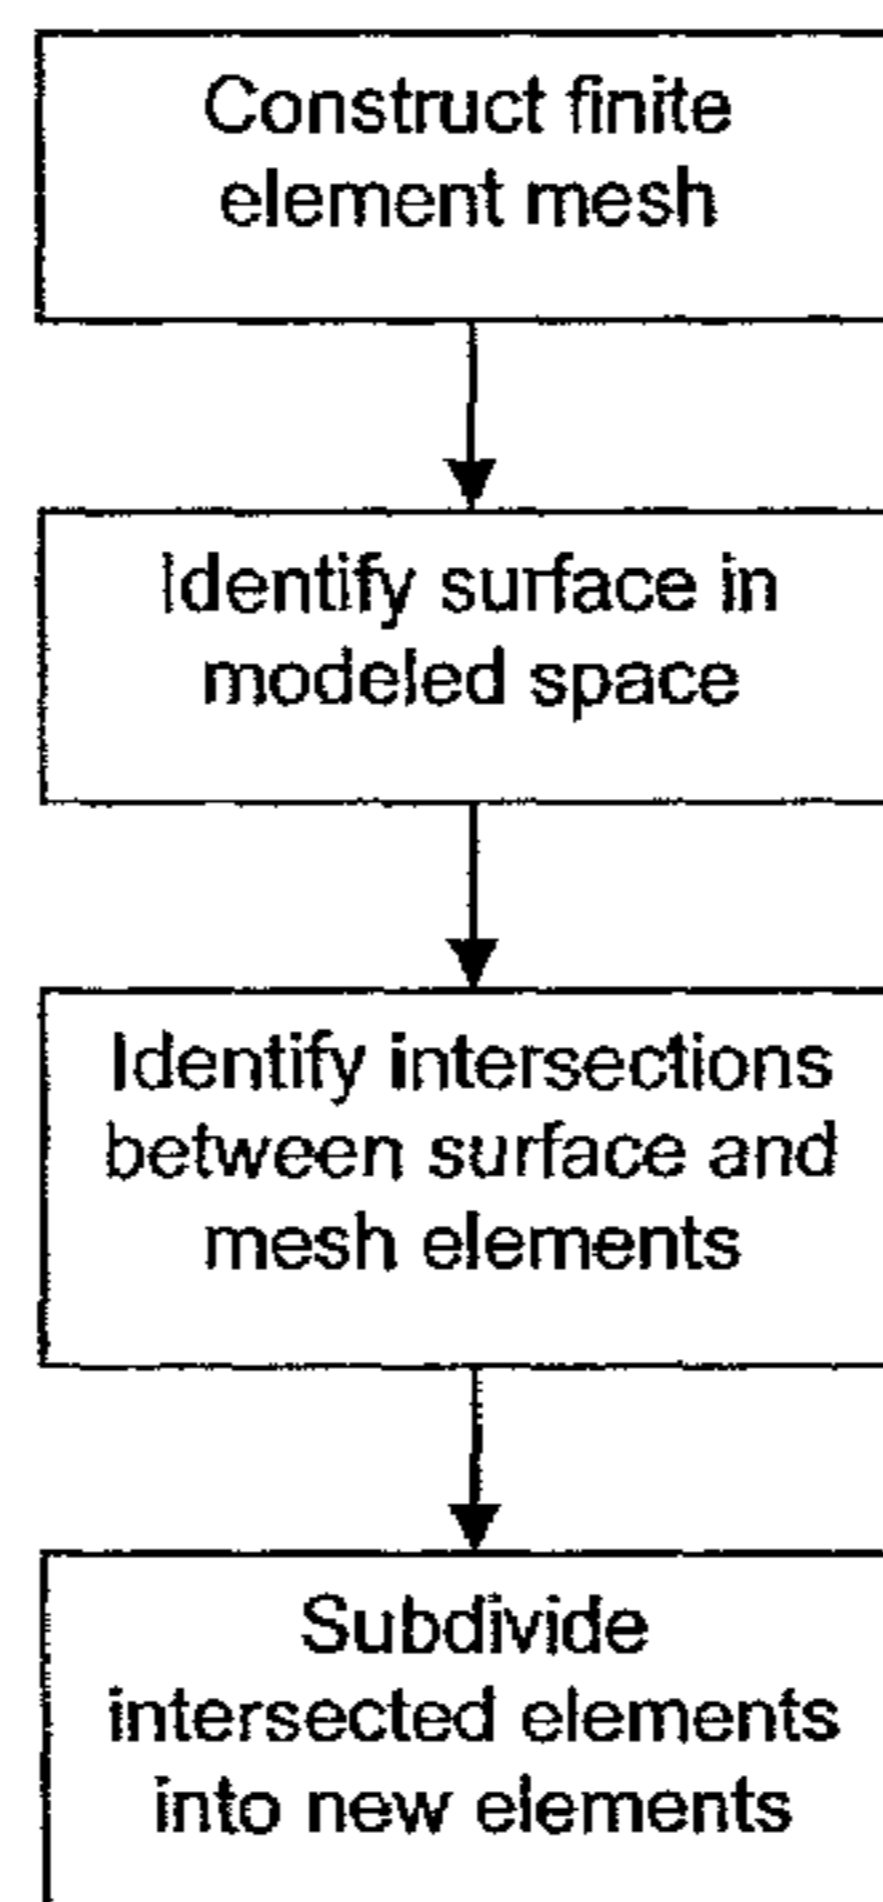 Construct finite
element mesh
Identify surface in
modeled space
Identify intersections
between surface and
mesh elements
Subdivide
intersected elements
into new elements